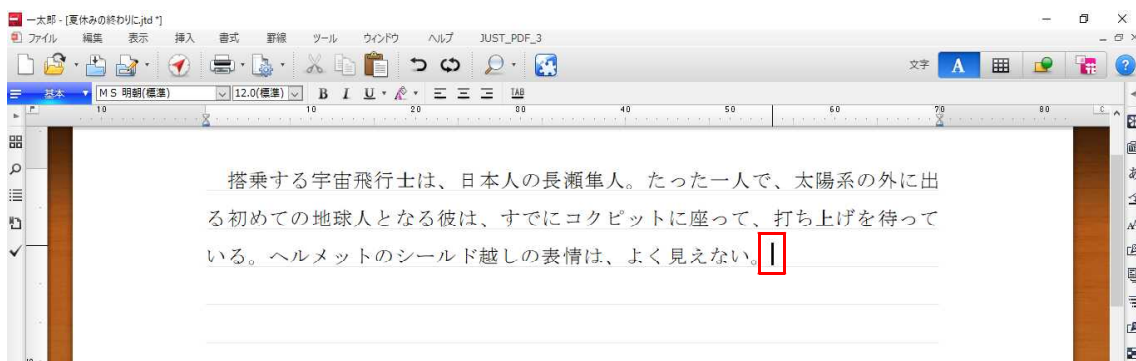 一太郎 - [夏休みの終わりに.jtd *]
ファイル 編集 表示 挿入 書式 罫線 ツール ウィンドウ ヘルプ JUST_PDF_3
文字 A ?
基本 MS 明朝(標準) 12.0(標準) B I U TAB
10 10 20 30 40 50 60 70 80
搭乗する宇宙飛行士は、日本人の長瀬隼人。たった一人で、太陽系の外に出
る初めての地球人となる彼は、すでにコクピットに座って、打ち上げを待って
いる。ヘルメットのシールド越しの表情は、よく見えない。